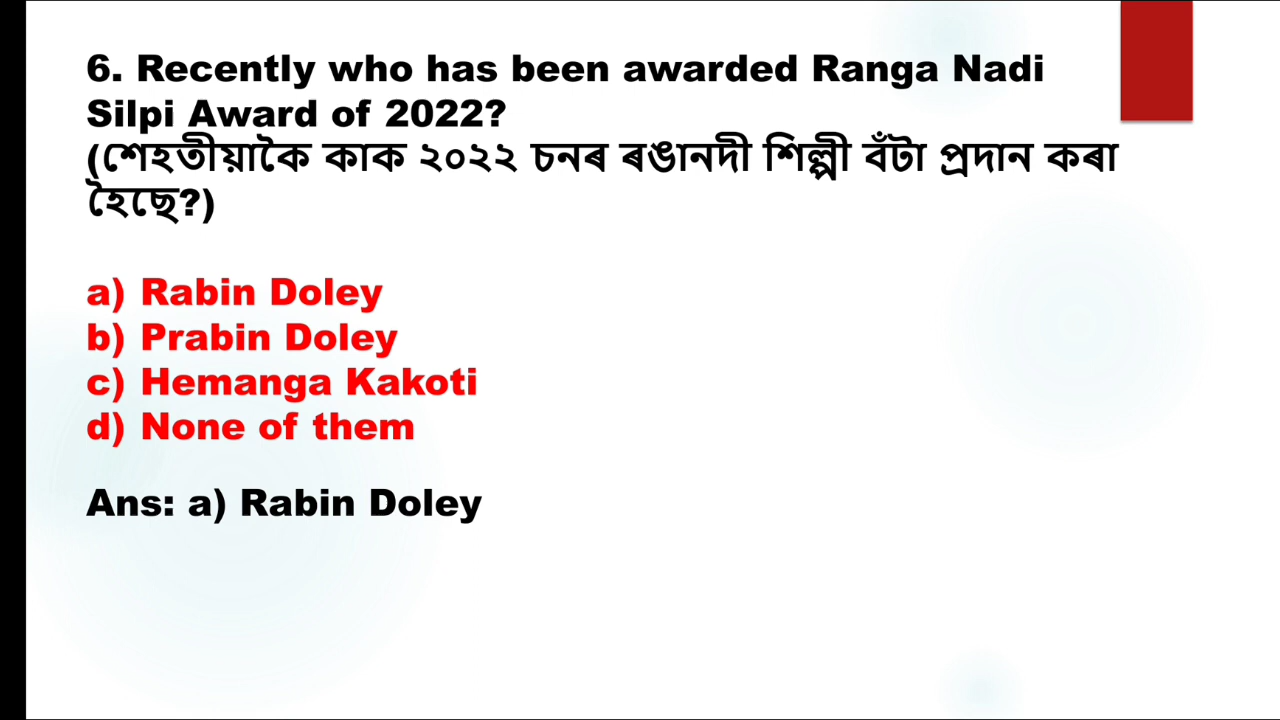 6. Recently who has been awarded Ranga Nadi
Silpi Award of 2022?
(শেহতীয়াকৈ কাক ২০২২ চনৰ ৰঙানদী শিল্পী বঁটা প্ৰদান কৰা
হৈছে?)
a) Rabin Doley
b) Prabin Doley
c) Hemanga Kakoti
d) None of them
Ans: a) Rabin Doley